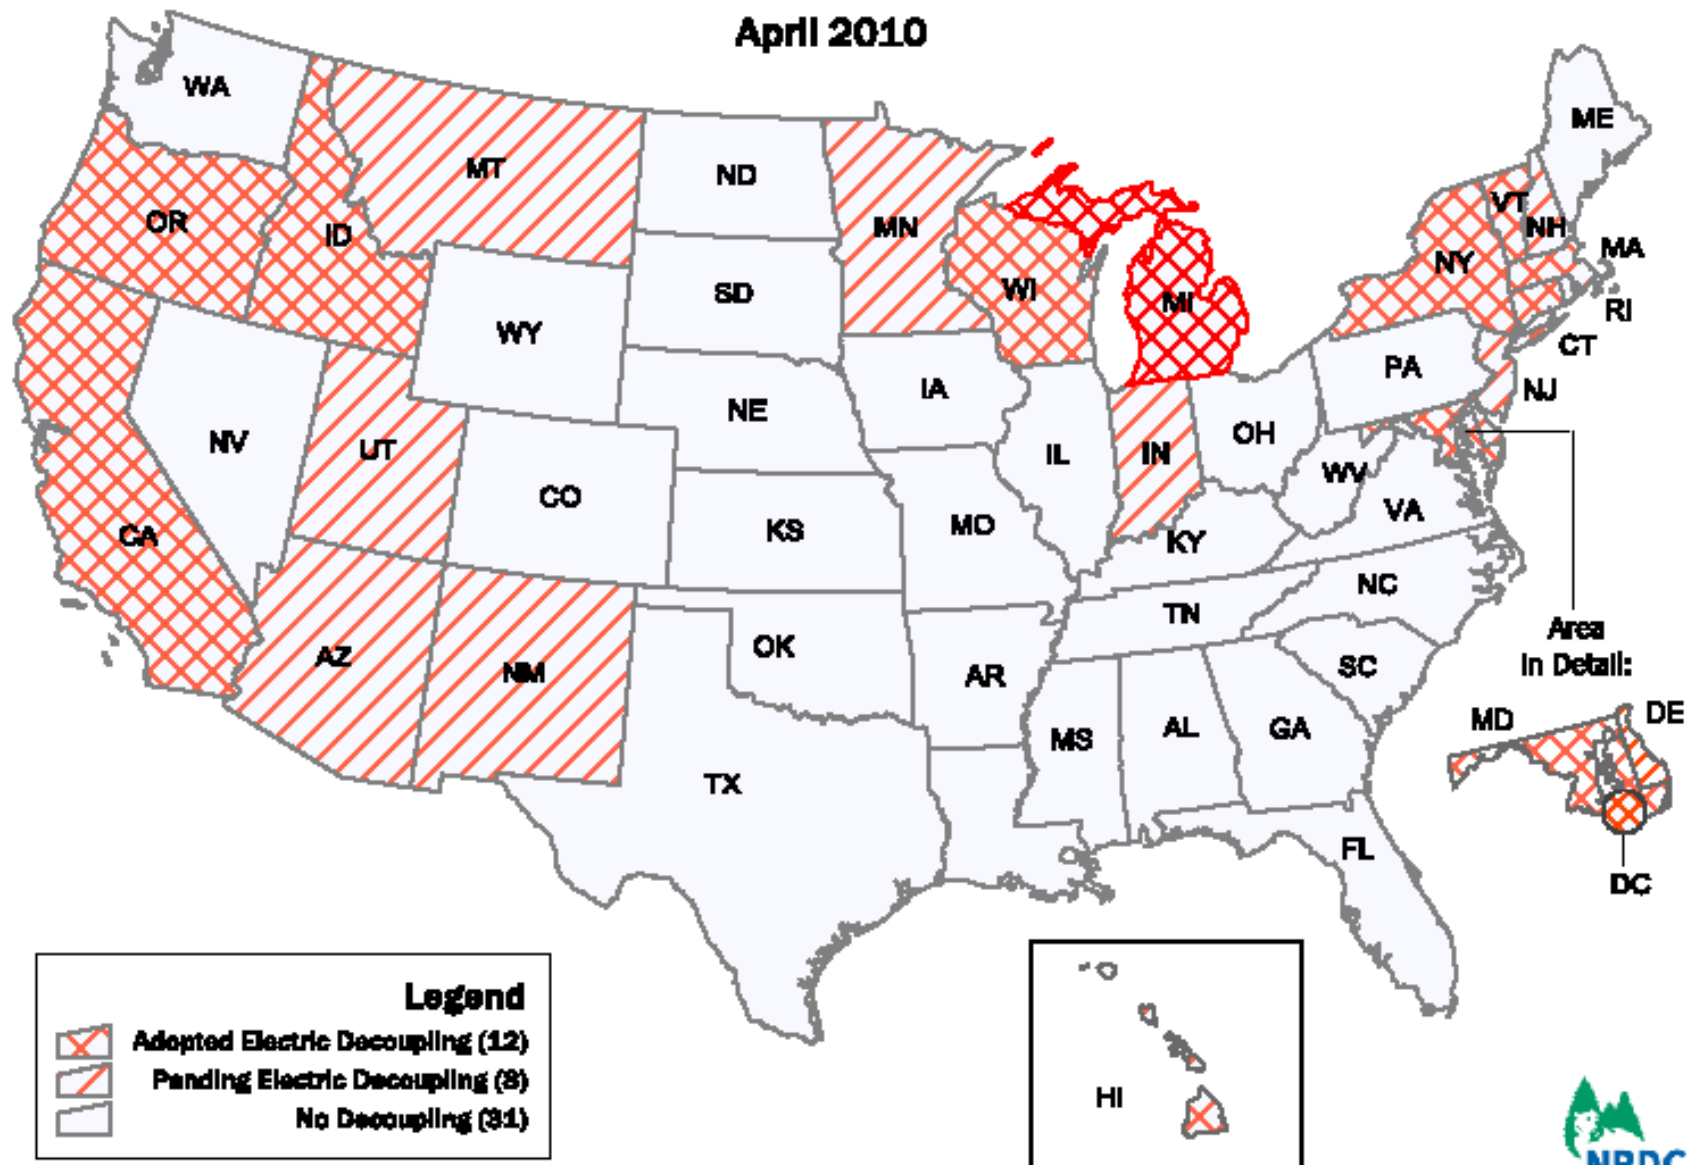 April 2010
WA
MT
ND
MN
ME
OR
ID
SD
WI
MI
VT
NH
NY
MA
RI
CT
WY
IA
PA
NJ
NV
UT
NE
IL
IN
OH
WV
VA
CO
KS
MO
KY
CA
NC
TN
AZ
NM
OK
AR
SC
MS
AL
GA
TX
FL
Area
in Detail:
MD
DE
DC
HI
Legend
Adopted Electric Decoupling (12)
Pending Electric Decoupling (8)
No Decoupling (31)
NRDC